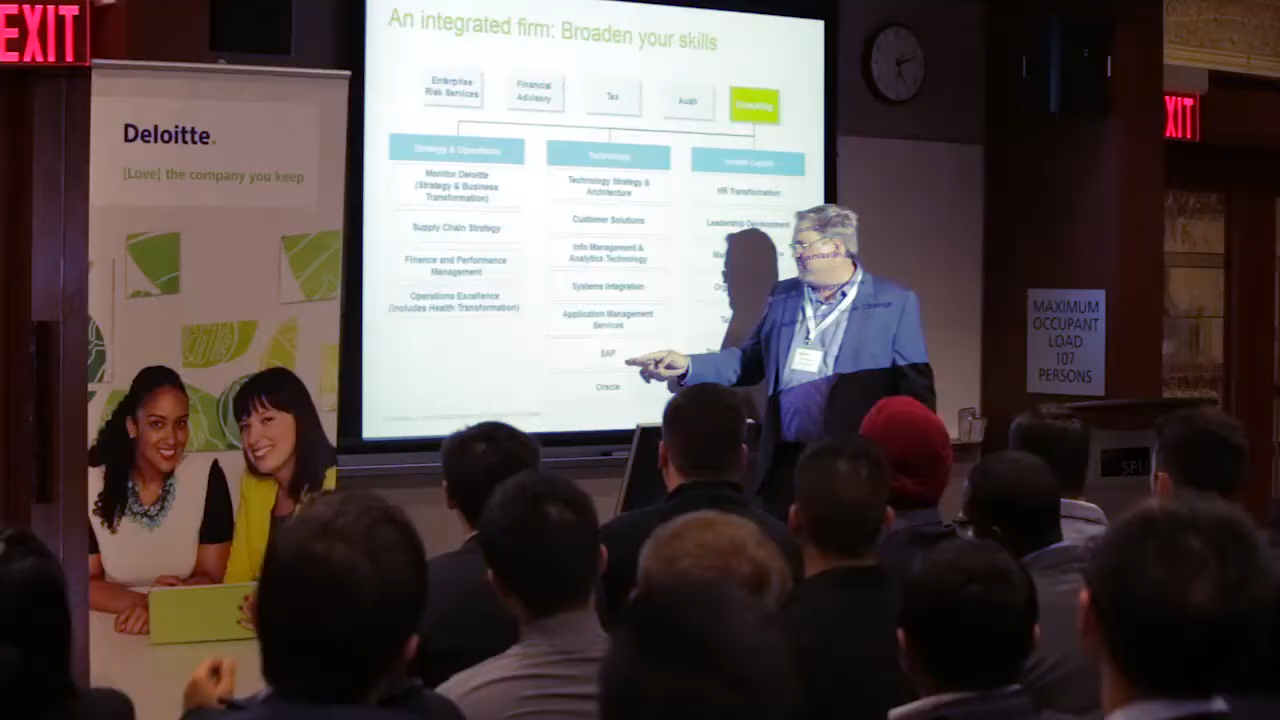 EXIT
An integrated firm: Broaden your skills
Enterprise
Risk Services
Financial
Advisory
Tax
Audit
Consulting
Deloitte.
[Love] the company you keep
Strategy & Operations
Technology
Human Capital
Monitor Deloitte
(Strategy & Business
Transformation)
Supply Chain Strategy
Finance and Performance
Management
Operations Excellence
(Includes Health Transformation)
Technology Strategy &
Architecture
Customer Solutions
Info Management &
Analytics Technology
Systems Integration
Application Management
Services
SAP
Oracle
HR Transformation
Leadership Development
EXIT
MAXIMUM
OCCUPANT
LOAD
107
PERSONS
SFU